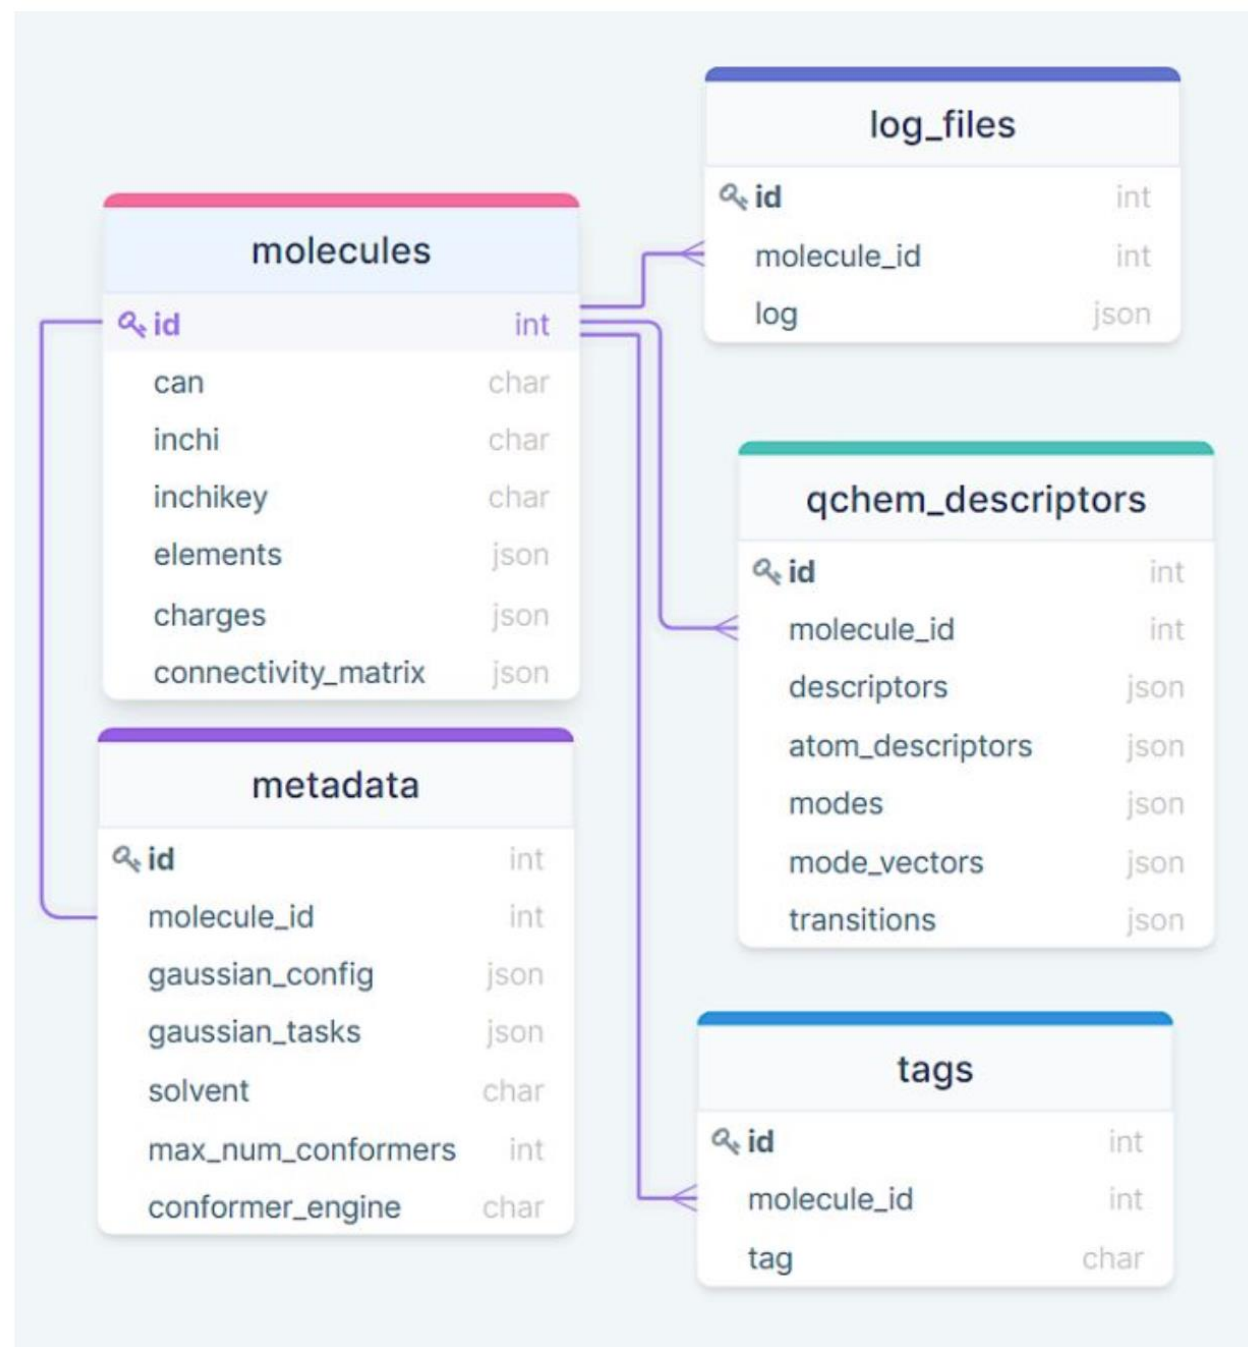 molecules
id int
can char
inchi char
inchikey char
elements json
charges json
connectivity_matrix json
metadata
id int
molecule_id int
gaussian_config json
gaussian_tasks json
solvent char
max_num_conformers int
conformer_engine char
log_files
id int
molecule_id int
log json
qchem_descriptors
id int
molecule_id int
descriptors json
atom_descriptors json
modes json
mode_vectors json
transitions json
tags
id int
molecule_id int
tag char